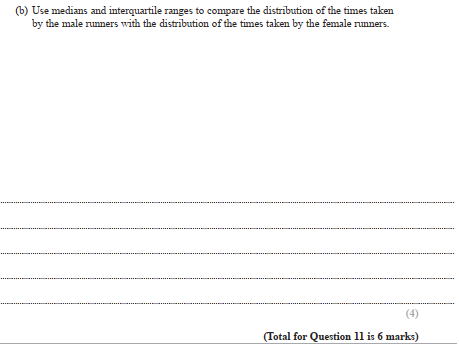 (b) Use medians and interquartile ranges to compare the distribution of the times taken
by the male runners with the distribution of the times taken by the female runners.
(4)
(Total for Question 11 is 6 marks)